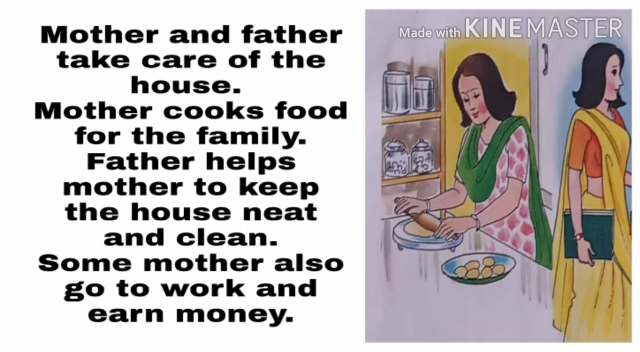 Mother and father
take care of the
house.
Mother cooks food
for the family.
Father helps
mother to keep
the house neat
and clean.
Some mother also
go to work and
earn money.
Made with KINEMASTER